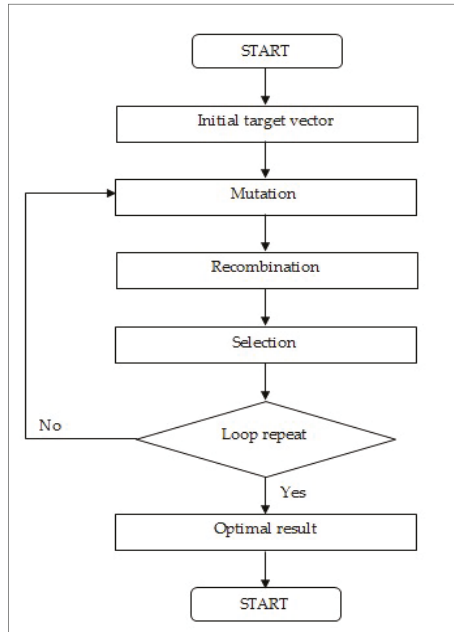 START
Initial target vector
Mutation
Recombination
Selection
Loop repeat
No
Yes
Optimal result
START